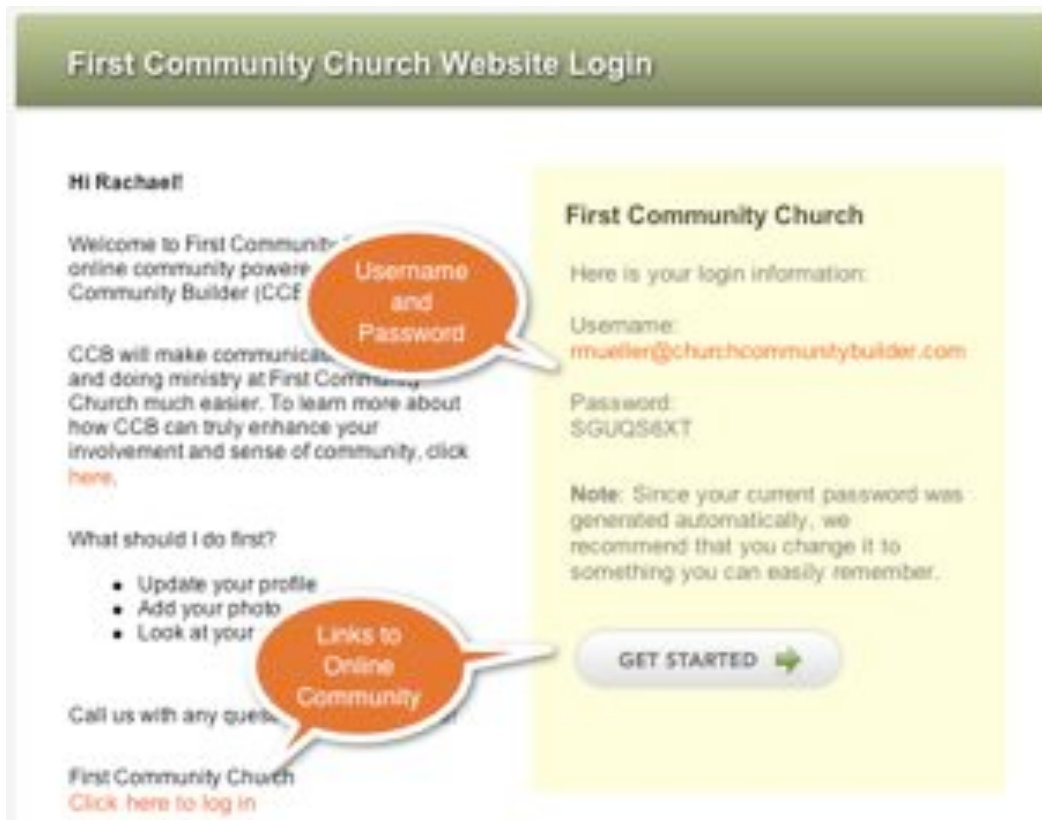 First Community Church Website Login
Hi Rachael!
Welcome to First Community
online community powere
Community Builder (CCB
CCB will make communica
and doing ministry at First Community
Church much easier. To learn more about
how CCB can truly enhance your
involvement and sense of community, click
here.
What should I do first?
Update your profile
Add your photo
Look at your
Call us with any ques
First Community Church
Click here to log in
Username
and
Password
Links to
Online
Community
First Community Church
Here is your login information:
Username:
rmueller@churchcommunitybuilder.com
Password:
Note: Since your current password was
generated automatically, we
recommend that you change it to
something you can easily remember.
GET STARTED